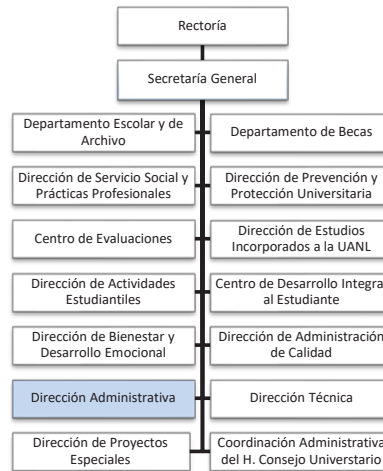 Rectoría
Secretaría General
Departamento Escolar y de
Archivo
Departamento de Becas
Dirección de Servicio Social y
Prácticas Profesionales
Dirección de Prevención y
Protección Universitaria
Centro de Evaluaciones
Dirección de Estudios
Incorporados a la UANL
Dirección de Actividades
Estudiantiles
Centro de Desarrollo Integral
al Estudiante
Dirección de Bienestar y
Desarrollo Emocional
Dirección de Administración
de Calidad
Dirección Administrativa
Dirección Técnica
Dirección de Proyectos
Especiales
Coordinación Administrativa
del H. Consejo Universtario